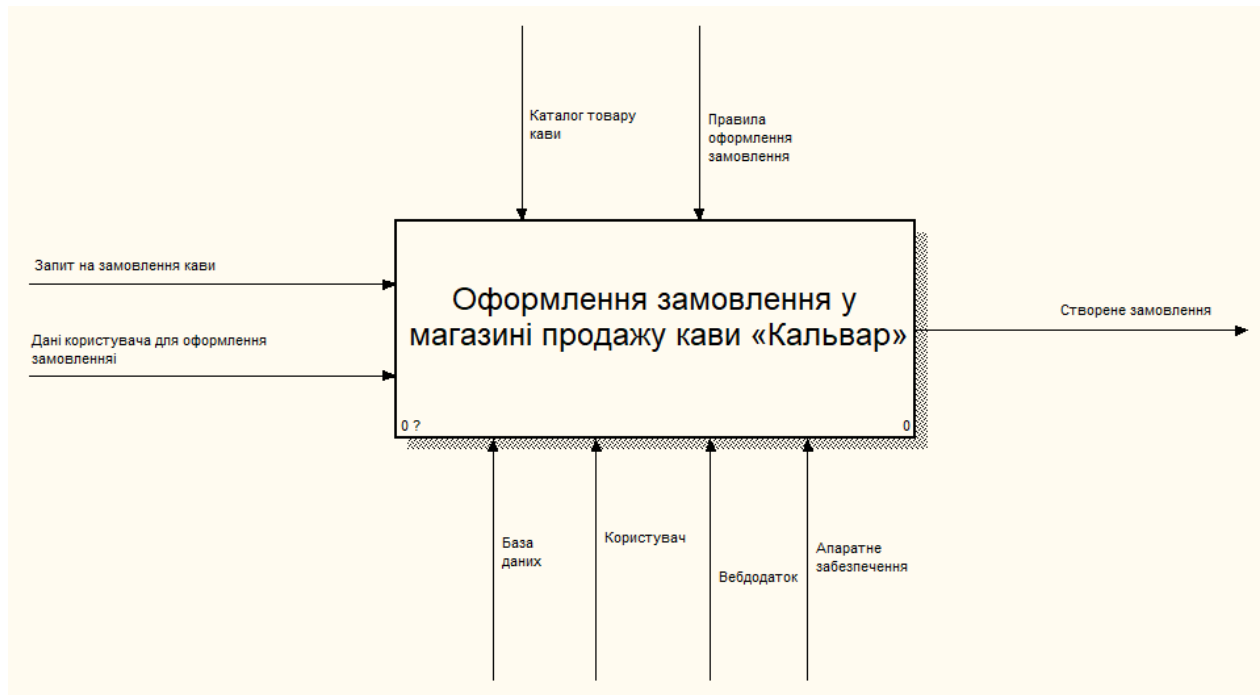 Каталог товару
кави
Правила
оформлення
замовлення
Запит на замовлення кави
Дані користувача для оформлення
замовленняі
Оформлення замовлення у
магазині продажу кави «Кальвар»
0 ?
0
Створене замовлення
База
даних
Користувач
Вебдодаток
Апаратне
забезпечення